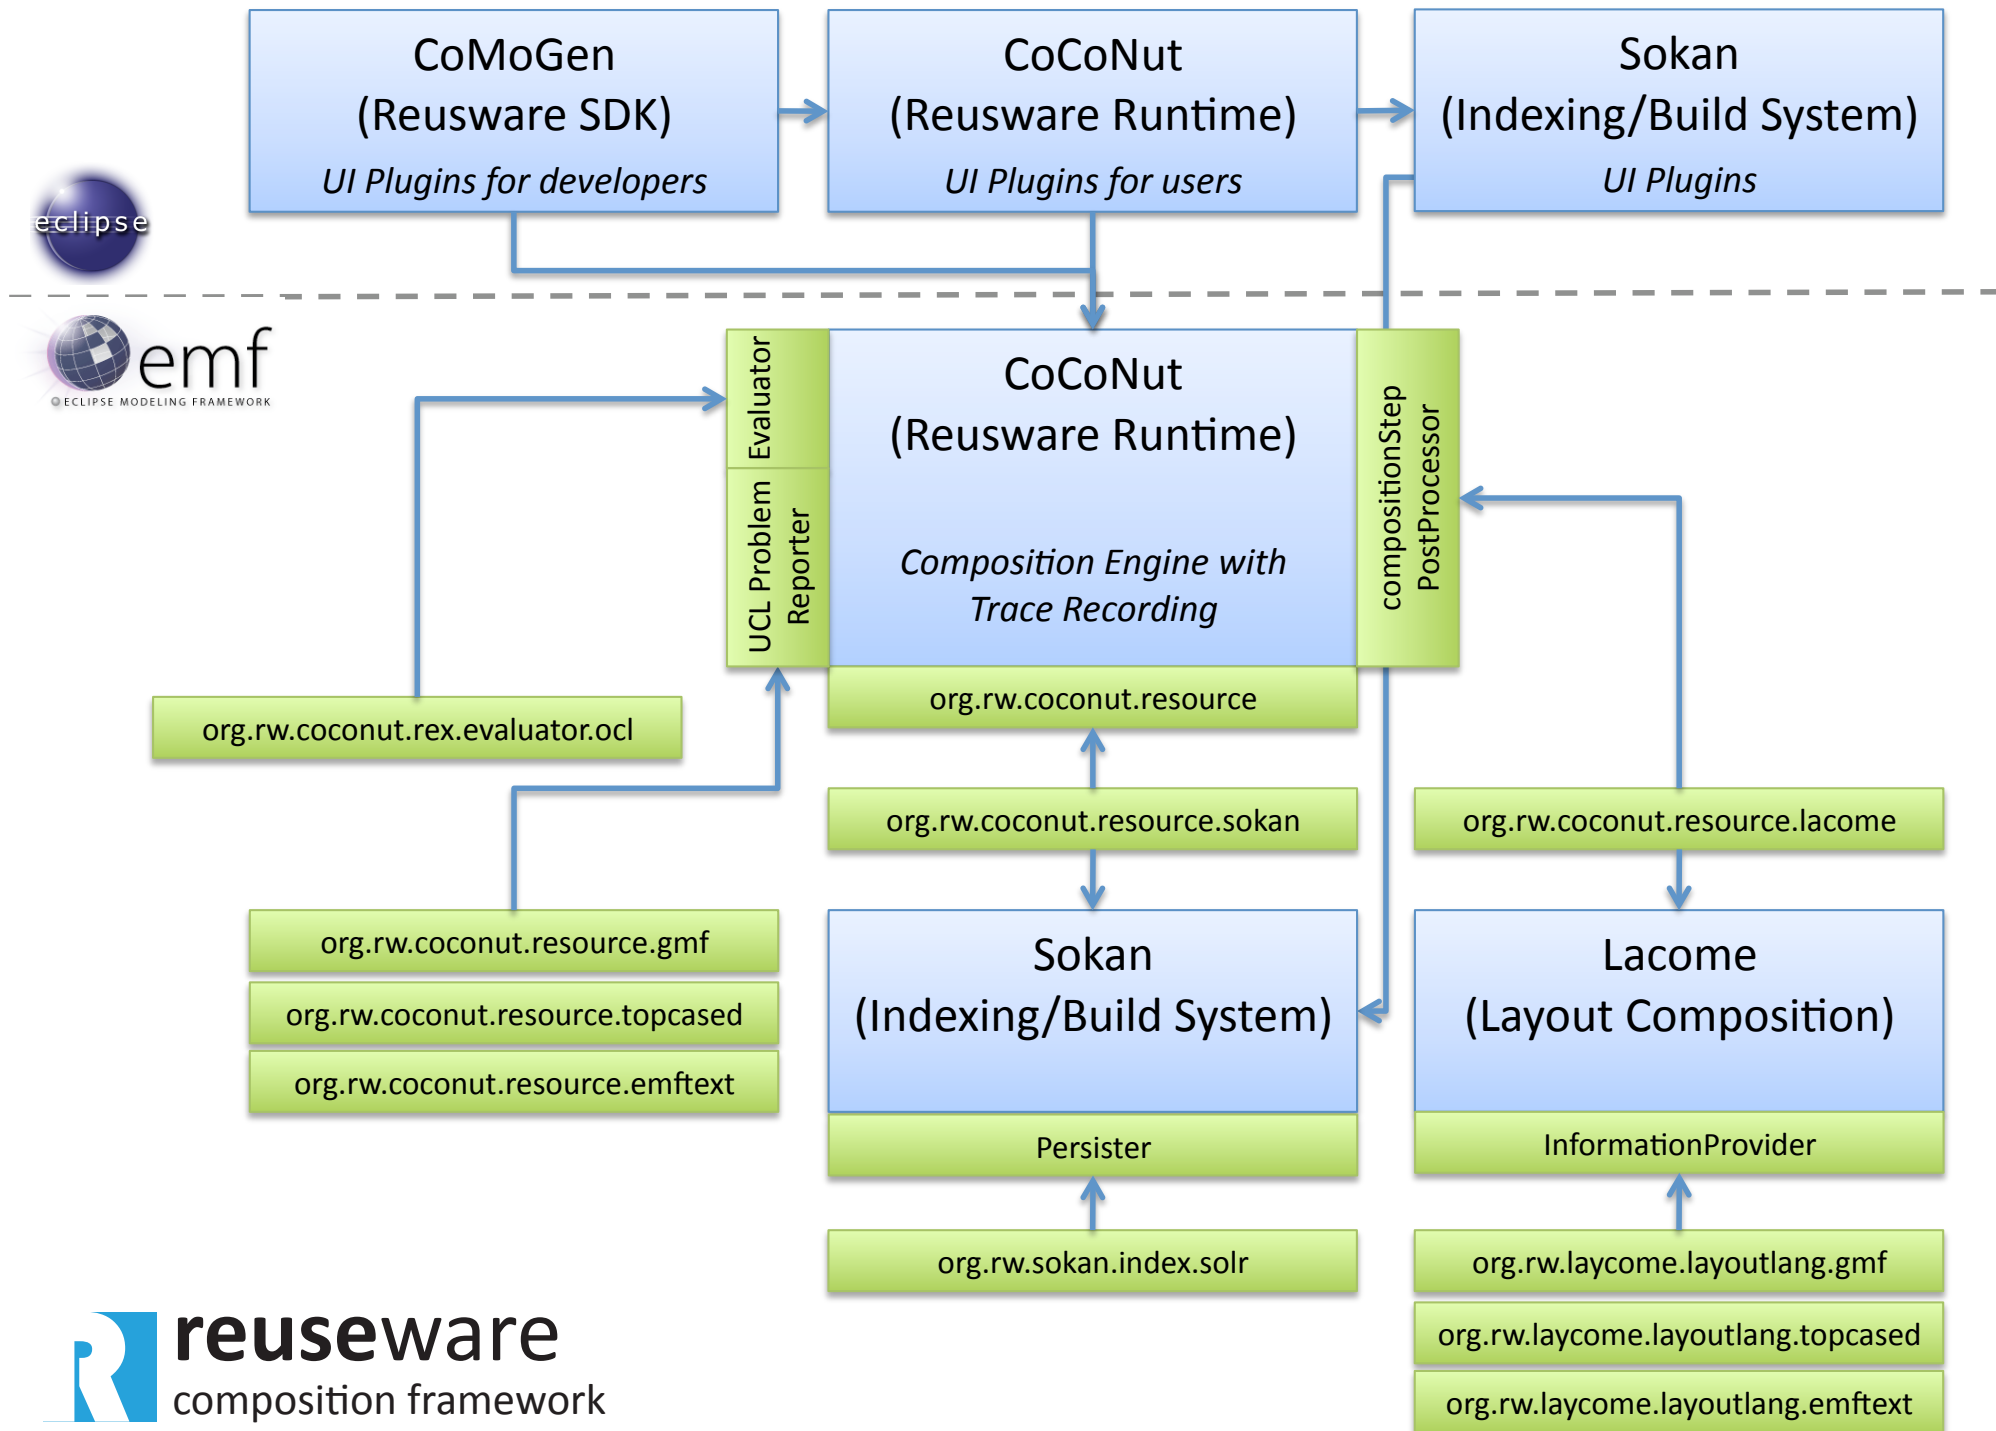 CoMoGen
(Reusware SDK)
UI Plugins for developers
CoCoNut
(Reusware Runtime)
UI Plugins for users
Sokan
(Indexing/Build System)
UI Plugins
eclipse
emf
ECLIPSE MODELING FRAMEWORK
Evaluator
UCL Problem
Reporter
CoCoNut
(Reusware Runtime)
Composition Engine with
Trace Recording
compositionStep
PostProcessor
org.rw.coconut.resource
org.rw.coconut.rex.evaluator.ocl
org.rw.coconut.resource.sokan
org.rw.coconut.resource.lacome
org.rw.coconut.resource.gmf
org.rw.coconut.resource.topcased
org.rw.coconut.resource.emftext
Sokan
(Indexing/Build System)
Persister
Lacome
(Layout Composition)
InformationProvider
org.rw.sokan.index.solr
org.rw.laycome.layoutlang.gmf
org.rw.laycome.layoutlang.topcased
org.rw.laycome.layoutlang.emftext
reuseware
composition framework